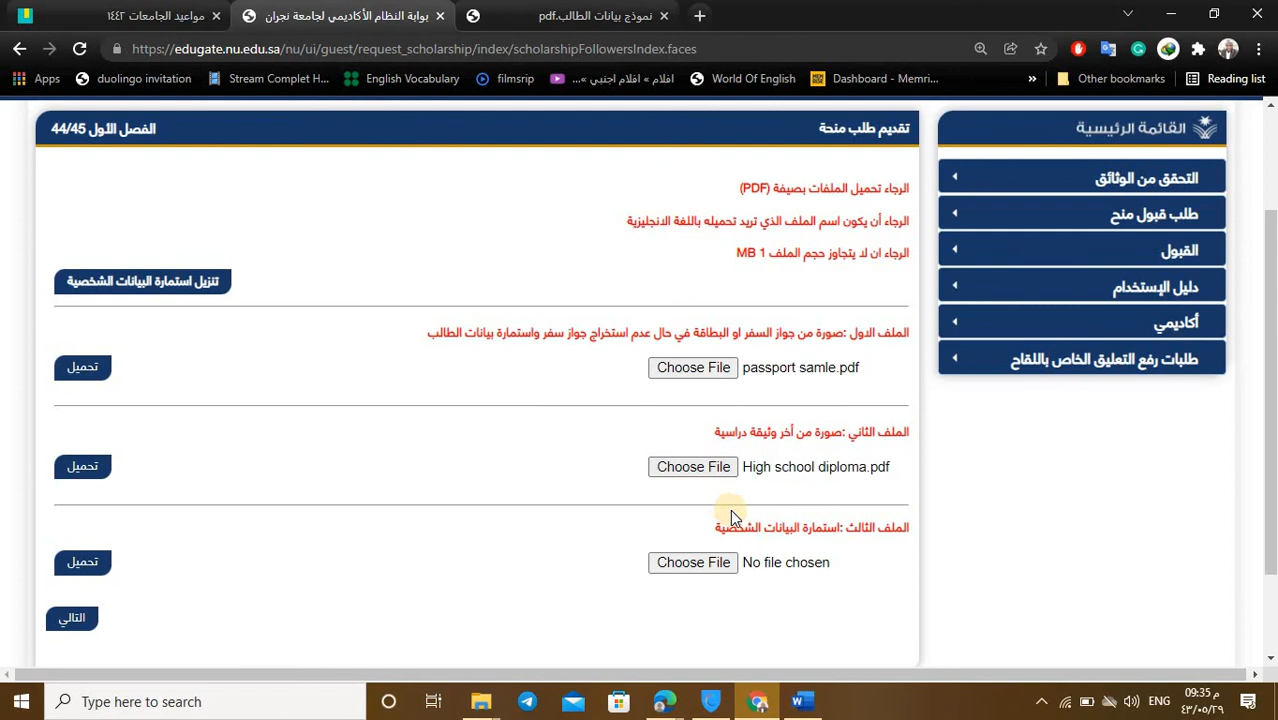 مواعيد الجامعات ١٤٤٢
بوابة النظام الأكاديمي لجامعة نجران
نموذج بيانات الطالب.pdf
https://edugate.nu.edu.sa/nu/ui/guest/request_scholarship/index/scholarshipFollowersIndex.faces
Apps
duolingo invitation
Stream Complet H...
English Vocabulary
filmsrip
افلام » افلام اجنبي »...
World Of English
Dashboard - Memri...
»
Other bookmarks
Reading list
القائمة الرئيسية
التحقق من الوثائق
طلب قبول منح
القبول
دليل الإستخدام
أكاديمي
طلبات رفع التعليق الخاص باللقاح
تقديم طلب منحة
الفصل الأول 44/45
الرجاء تحميل الملفات بصيغة (PDF)
الرجاء أن يكون اسم الملف الذي تريد تحميله باللغة الانجليزية
الرجاء ان لا يتجاوز حجم الملف 1 MB
تنزيل استمارة البيانات الشخصية
الملف الاول :صورة من جواز السفر او البطاقة في حال عدم استخراج جواز سفر واستمارة بيانات الطالب
Choose File passport samle.pdf
تحميل
الملف الثاني :صورة من أخر وثيقة دراسية
Choose File High school diploma.pdf
تحميل
الملف الثالث :استمارة البيانات الشخصية
Choose File No file chosen
تحميل
التالي
Type here to search
ENG
09:35 م
٤٣/٠٥/٢٩